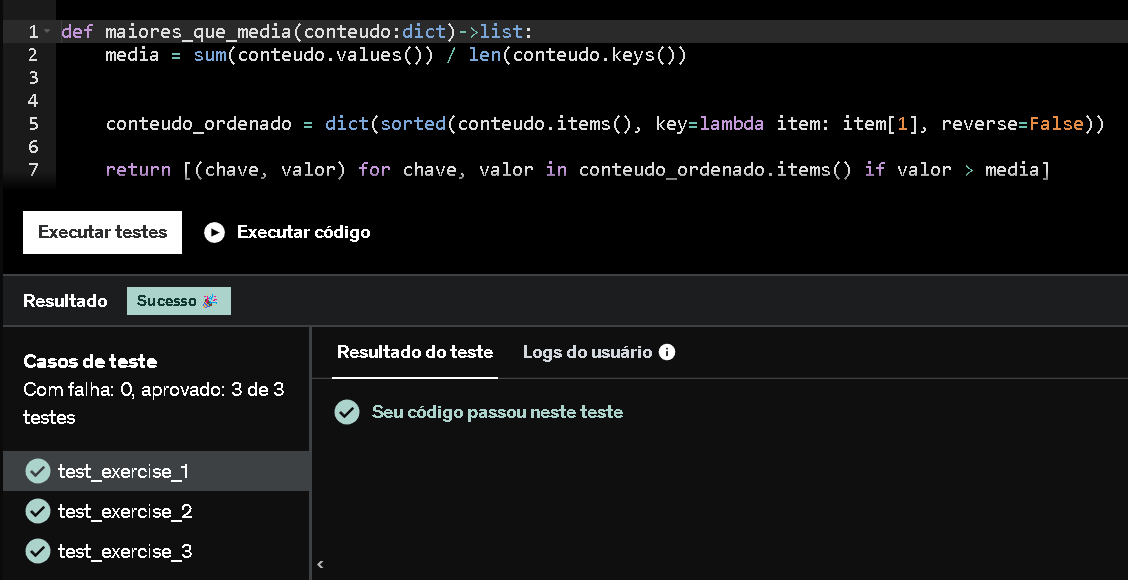 1 def maiores_que_media(conteudo:dict)->list:
2 media = sum(conteudo.values()) / len(conteudo.keys())
3
4
5 conteudo_ordenado = dict(sorted(conteudo.items(), key=lambda item: item[1], reverse=False))
6
7 return [(chave, valor) for chave, valor in conteudo_ordenado.items() if valor > media]
Executar testes Executar código
Resultado Sucesso 🎉
Casos de teste
Com falha: 0, aprovado: 3 de 3
testes
test_exercise_1
test_exercise_2
test_exercise_3
Resultado do teste Logs do usuário
Seu código passou neste teste